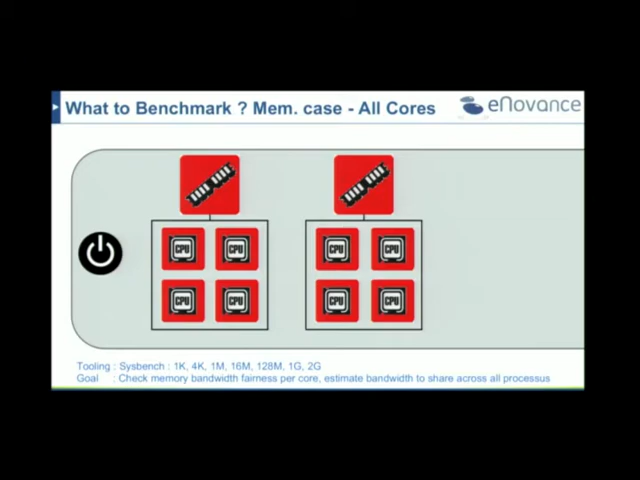 What to Benchmark ? Mem. case - All Cores
eNovance
CPU CPU CPU CPU
CPU CPU CPU CPU
Tooling : Sysbench : 1K, 4K, 1M, 16M, 128M, 1G, 2G
Goal : Check memory bandwidth fairness per core, estimate bandwidth to share across all processus